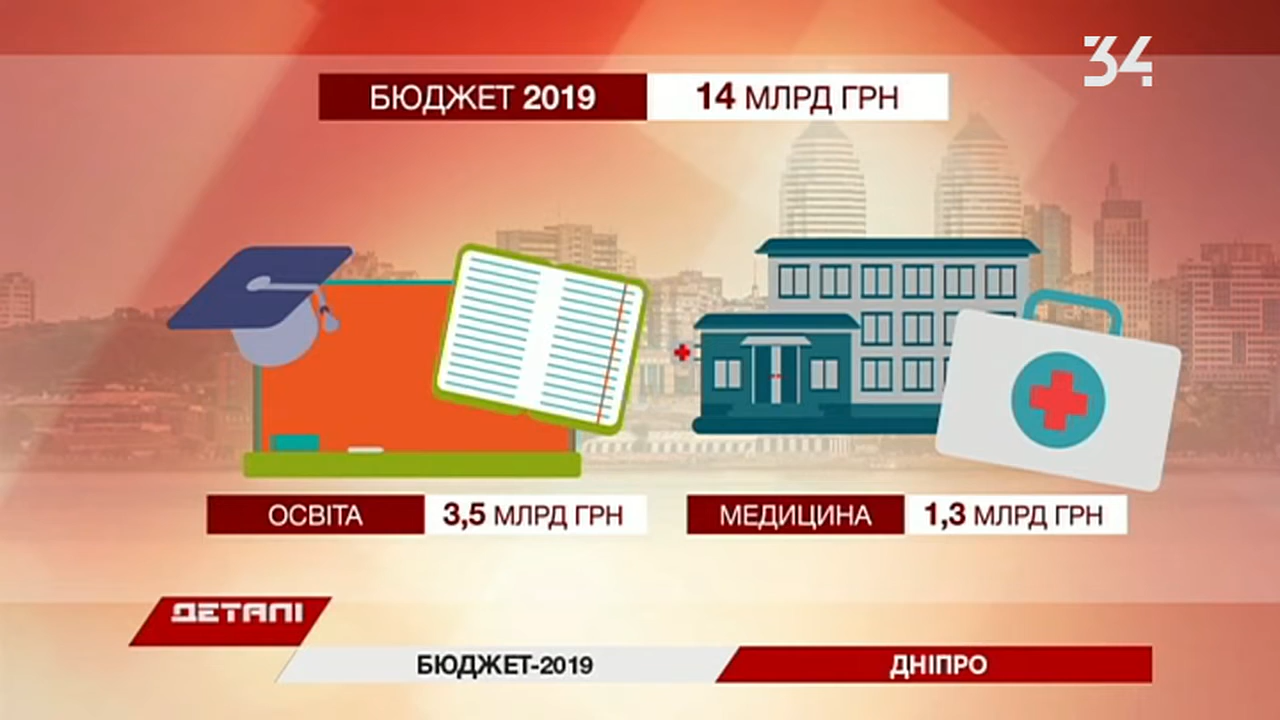 34
БЮДЖЕТ 2019 14 МЛРД ГРН
ОСВІТА 3,5 МЛРД ГРН
МЕДИЦИНА 1,3 МЛРД ГРН
ДЕТАЛІ
БЮДЖЕТ-2019 ДНІПРО